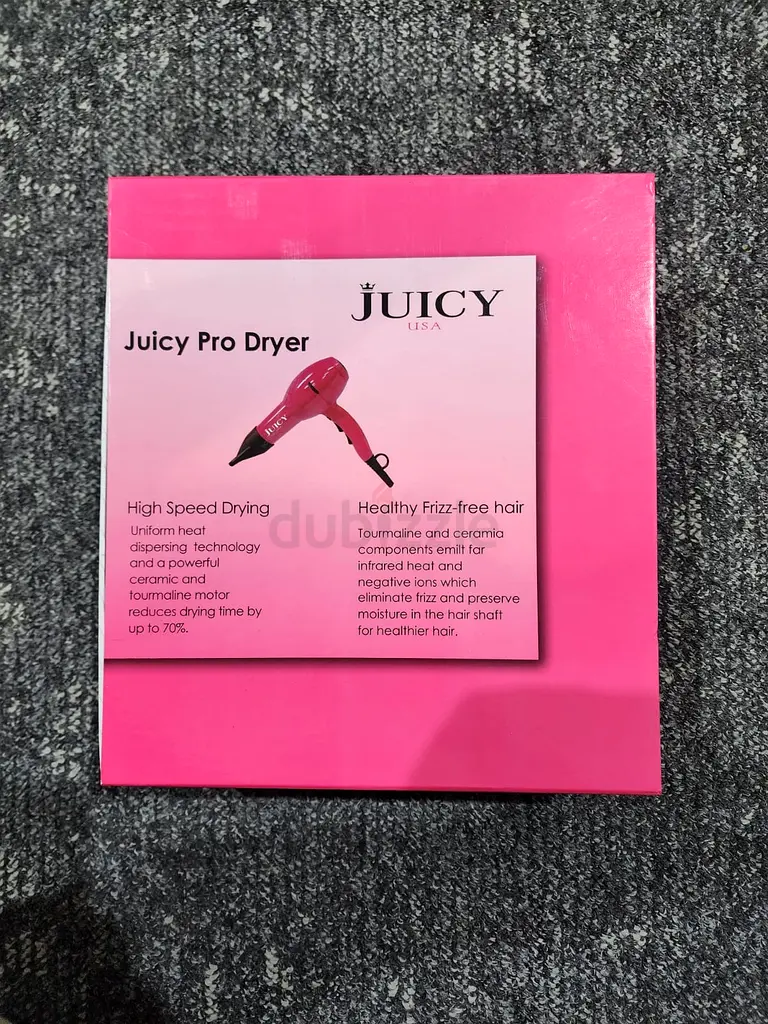 JUICY
USA
Juicy Pro Dryer
JUICY
High Speed Drying
Uniform heat
dispersing technology
and a powerful
ceramic and
tourmaline motor
reduces drying time by
up to 70%.
Healthy Frizz-free hair
Tourmaline and ceramia
components emilt far
infrared heat and
negative ions which
eliminate frizz and preserve
moisture in the hair shaft
for healthier hair.
dubizzle